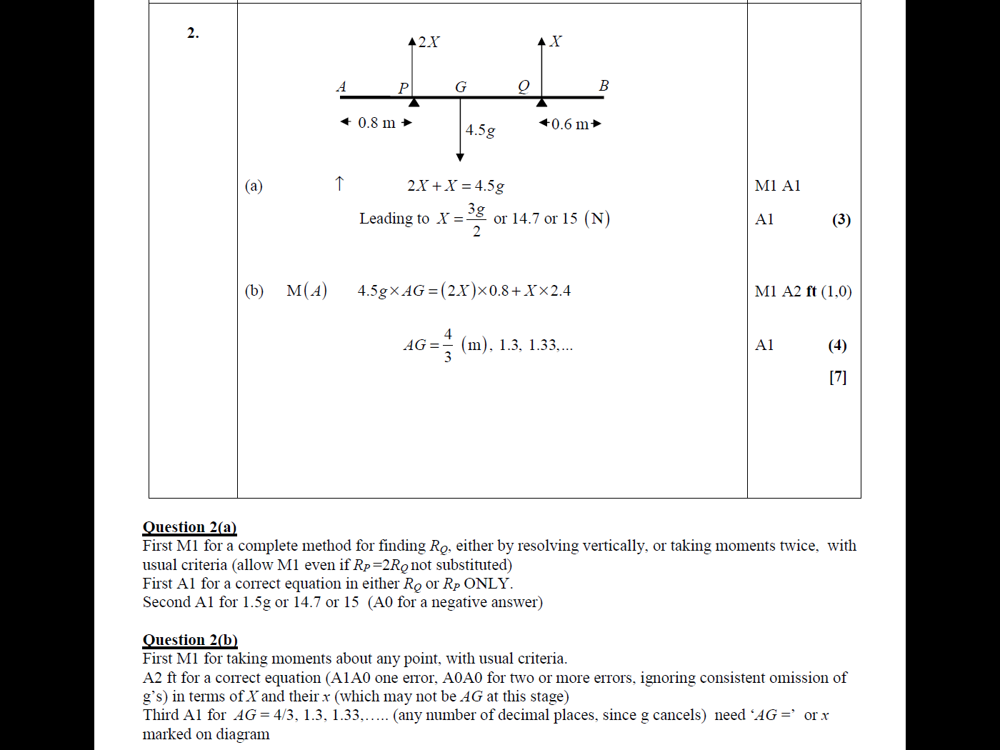 2.
2X
X
A P G Q B
0.8 m
4.5g
0.6 m
(a) ↑ 2X + X = 4.5g M1 A1
Leading to X = 3g/2 or 14.7 or 15 (N) A1 (3)
(b) M(A) 4.5g × AG = (2X) × 0.8 + X × 2.4 M1 A2 ft (1,0)
AG = 4/3 (m), 1.3, 1.33,... A1 (4)
[7]
Question 2(a)
First M1 for a complete method for finding R_Q, either by resolving vertically, or taking moments twice, with
usual criteria (allow M1 even if R_P=2R_Q not substituted)
First A1 for a correct equation in either R_Q or R_P ONLY.
Second A1 for 1.5g or 14.7 or 15 (A0 for a negative answer)
Question 2(b)
First M1 for taking moments about any point, with usual criteria.
A2 ft for a correct equation (A1A0 one error, A0A0 for two or more errors, ignoring consistent omission of
g’s) in terms of X and their x (which may not be AG at this stage)
Third A1 for AG = 4/3, 1.3, 1.33,….. (any number of decimal places, since g cancels) need ‘AG =’ or x
marked on diagram